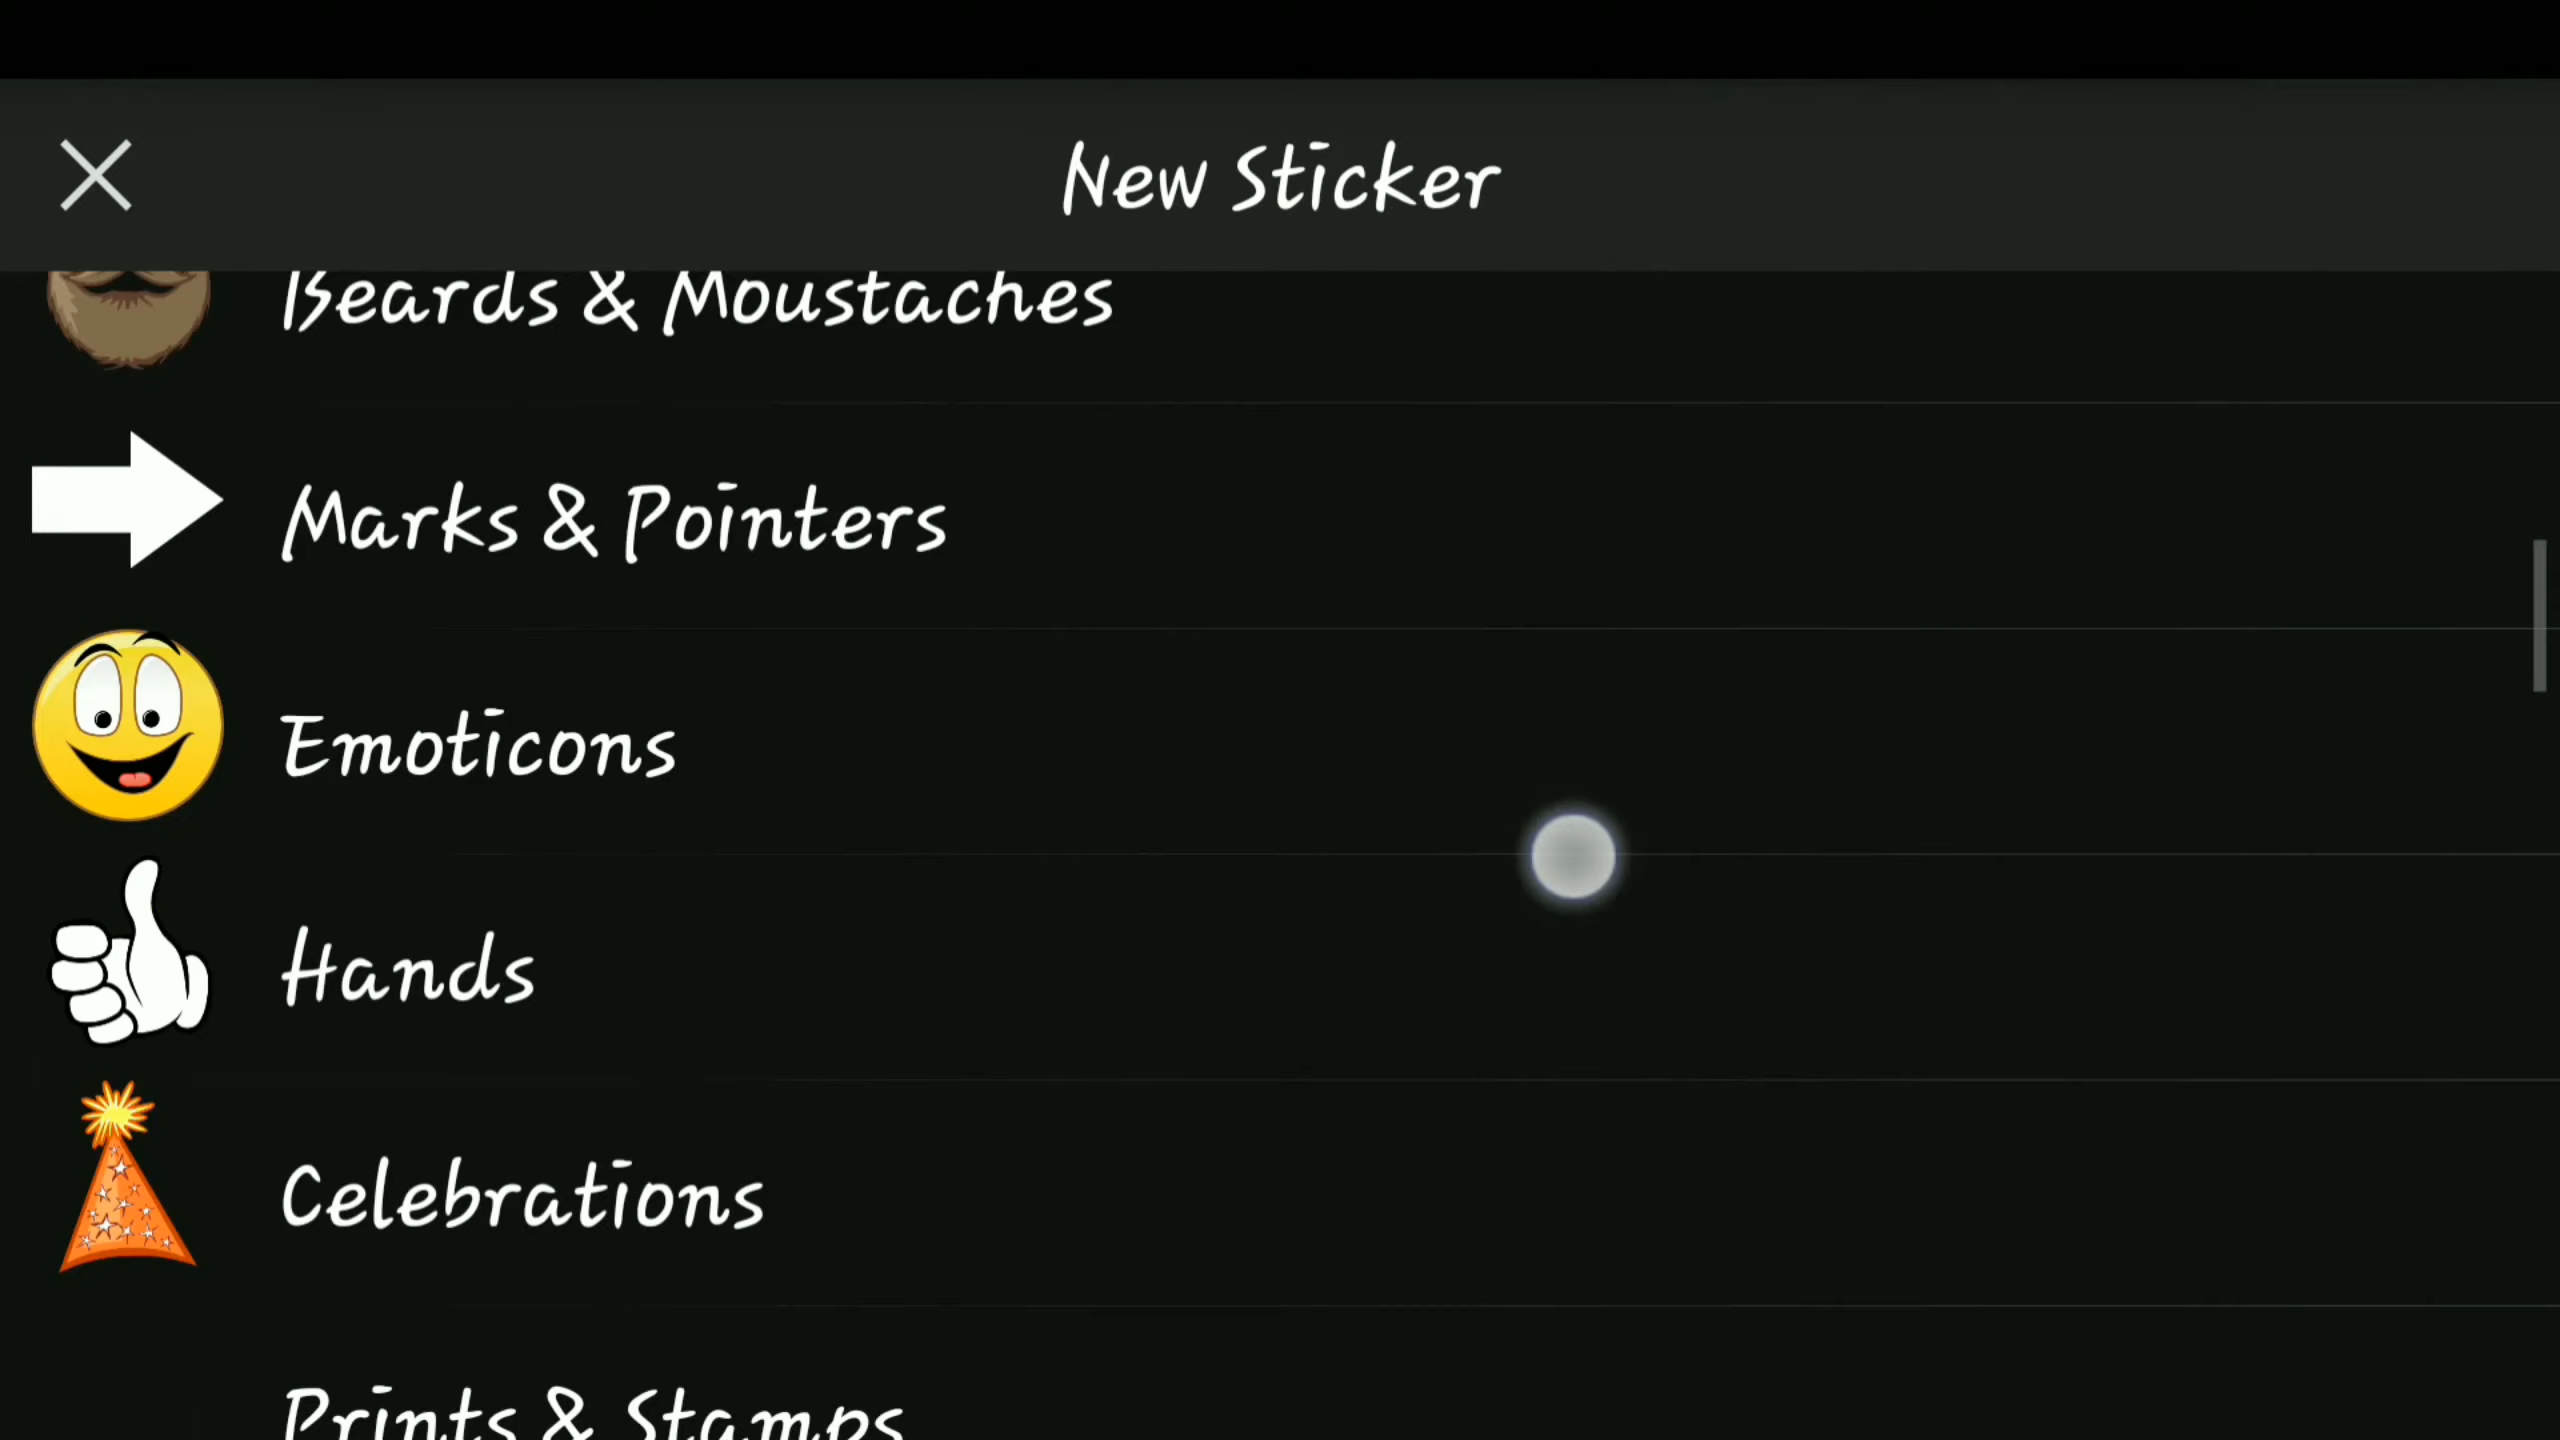 New Sticker
Beards & Moustaches
Marks & Pointers
Emoticons
Hands
Celebrations
Prints & Stamps